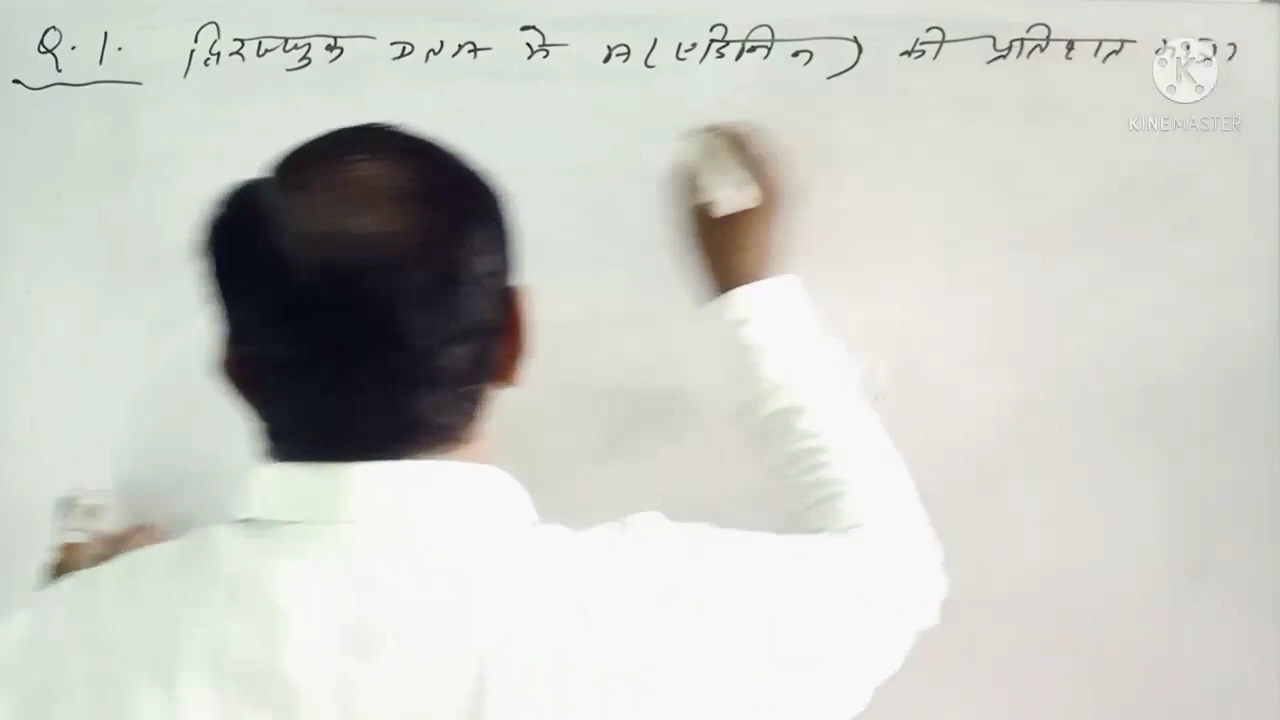 Q.1. द्विरज्जुक DNA में A (एडिनिन) की प्रतिशत
KINEMASTER